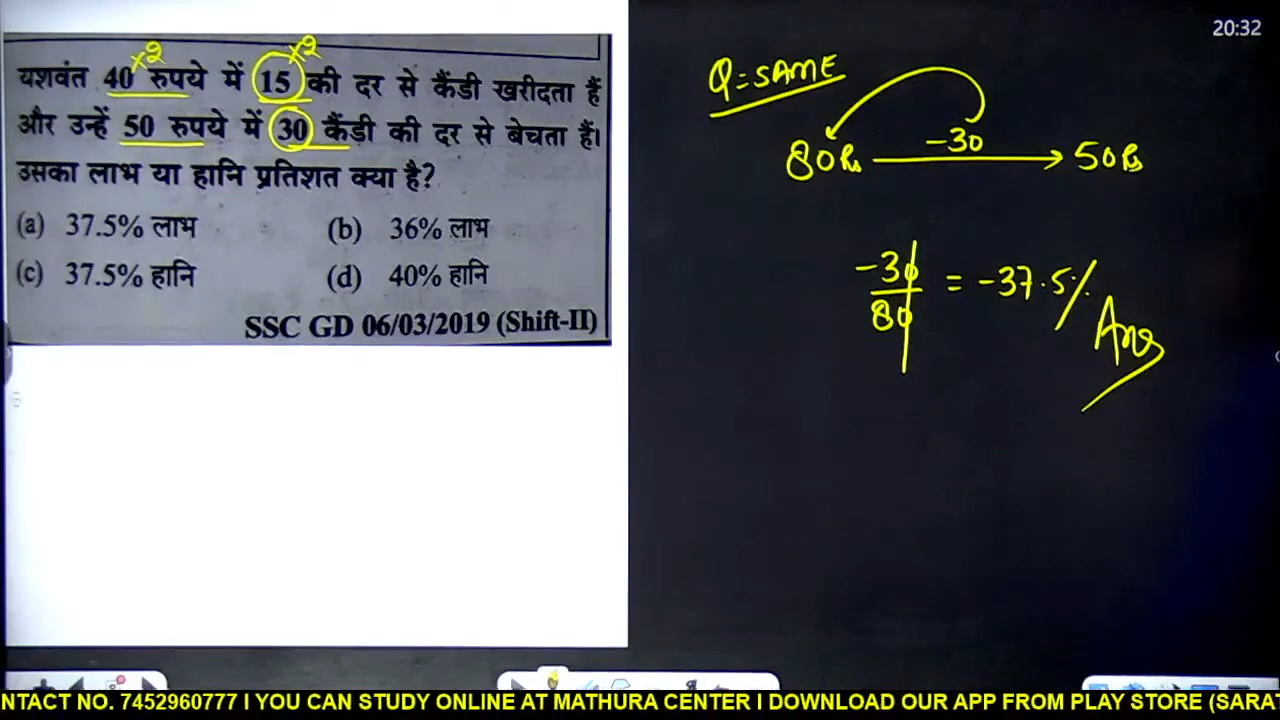 20:32
×2 ×2
यशवंत 40 रुपये में 15 की दर से कैंडी खरीदता है
और उन्हें 50 रुपये में 30 कैंडी की दर से बेचता है।
उसका लाभ या हानि प्रतिशत क्या है?
(a) 37.5% लाभ (b) 36% लाभ
(c) 37.5% हानि (d) 40% हानि
SSC GD 06/03/2019 (Shift-II)
Q=SAME
80Rs -30 50Rs
-30/80 = -37.5% Ans
NTACT NO. 7452960777 I YOU CAN STUDY ONLINE AT MATHURA CENTER I DOWNLOAD OUR APP FROM PLAY STORE (SARA